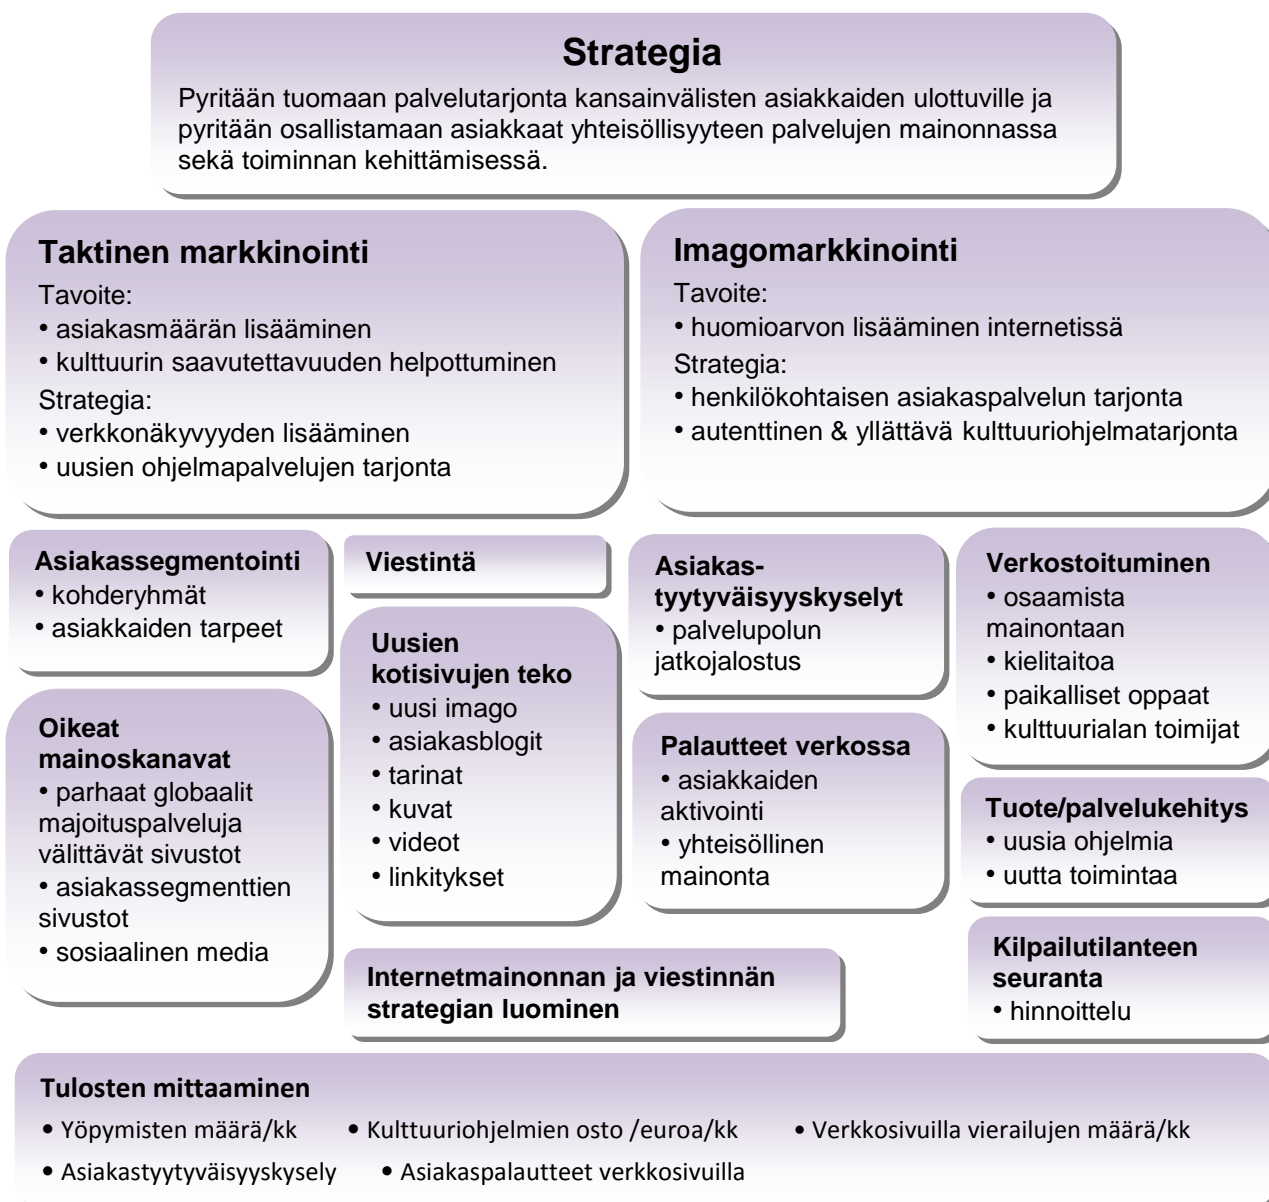 Strategia
Pyritään tuomaan palvelutarjonta kansainvälisten asiakkaiden ulottuville ja
pyritään osallistamaan asiakkaat yhteisöllisyyteen palvelujen mainonnassa
sekä toiminnan kehittämisessä.
Taktinen markkinointi
Tavoite:
• asiakasmäärän lisääminen
• kulttuurin saavutettavuuden helpottuminen
Strategia:
• verkkonäkyvyyden lisääminen
• uusien ohjelmapalvelujen tarjonta
Imagomarkkinointi
Tavoite:
• huomioarvon lisääminen internetissä
Strategia:
• henkilökohtaisen asiakaspalvelun tarjonta
• autenttinen & yllättävä kulttuuriohjelmatarjonta
Asiakassegmentointi
• kohderyhmät
• asiakkaiden tarpeet
Oikeat
mainoskanavat
• parhaat globaalit
majoituspalveluja
välittävät sivustot
• asiakassegmenttien
sivustot
• sosiaalinen media
Viestintä
Uusien
kotisivujen teko
• uusi imago
• asiakasblogit
• tarinat
• kuvat
• videot
• linkitykset
Asiakas-
tyytyväisyyskyselyt
• palvelupolun
jatkojalostus
Palautteet verkossa
• asiakkaiden
aktivointi
• yhteisöllinen
mainonta
Internetmainonnan ja viestinnän
strategian luominen
Verkostoituminen
• osaamista
mainontaan
• kielitaitoa
• paikalliset oppaat
• kulttuurialan toimijat
Tuote/palvelukehitys
• uusia ohjelmia
• uutta toimintaa
Kilpailutilanteen
seuranta
• hinnoittelu
Tulosten mittaaminen
• Yöpymisten määrä/kk • Kulttuuriohjelmien osto /euroa/kk • Verkkosivuilla vierailujen määrä/kk
• Asiakastyytyväisyyskysely • Asiakaspalautteet verkkosivuilla